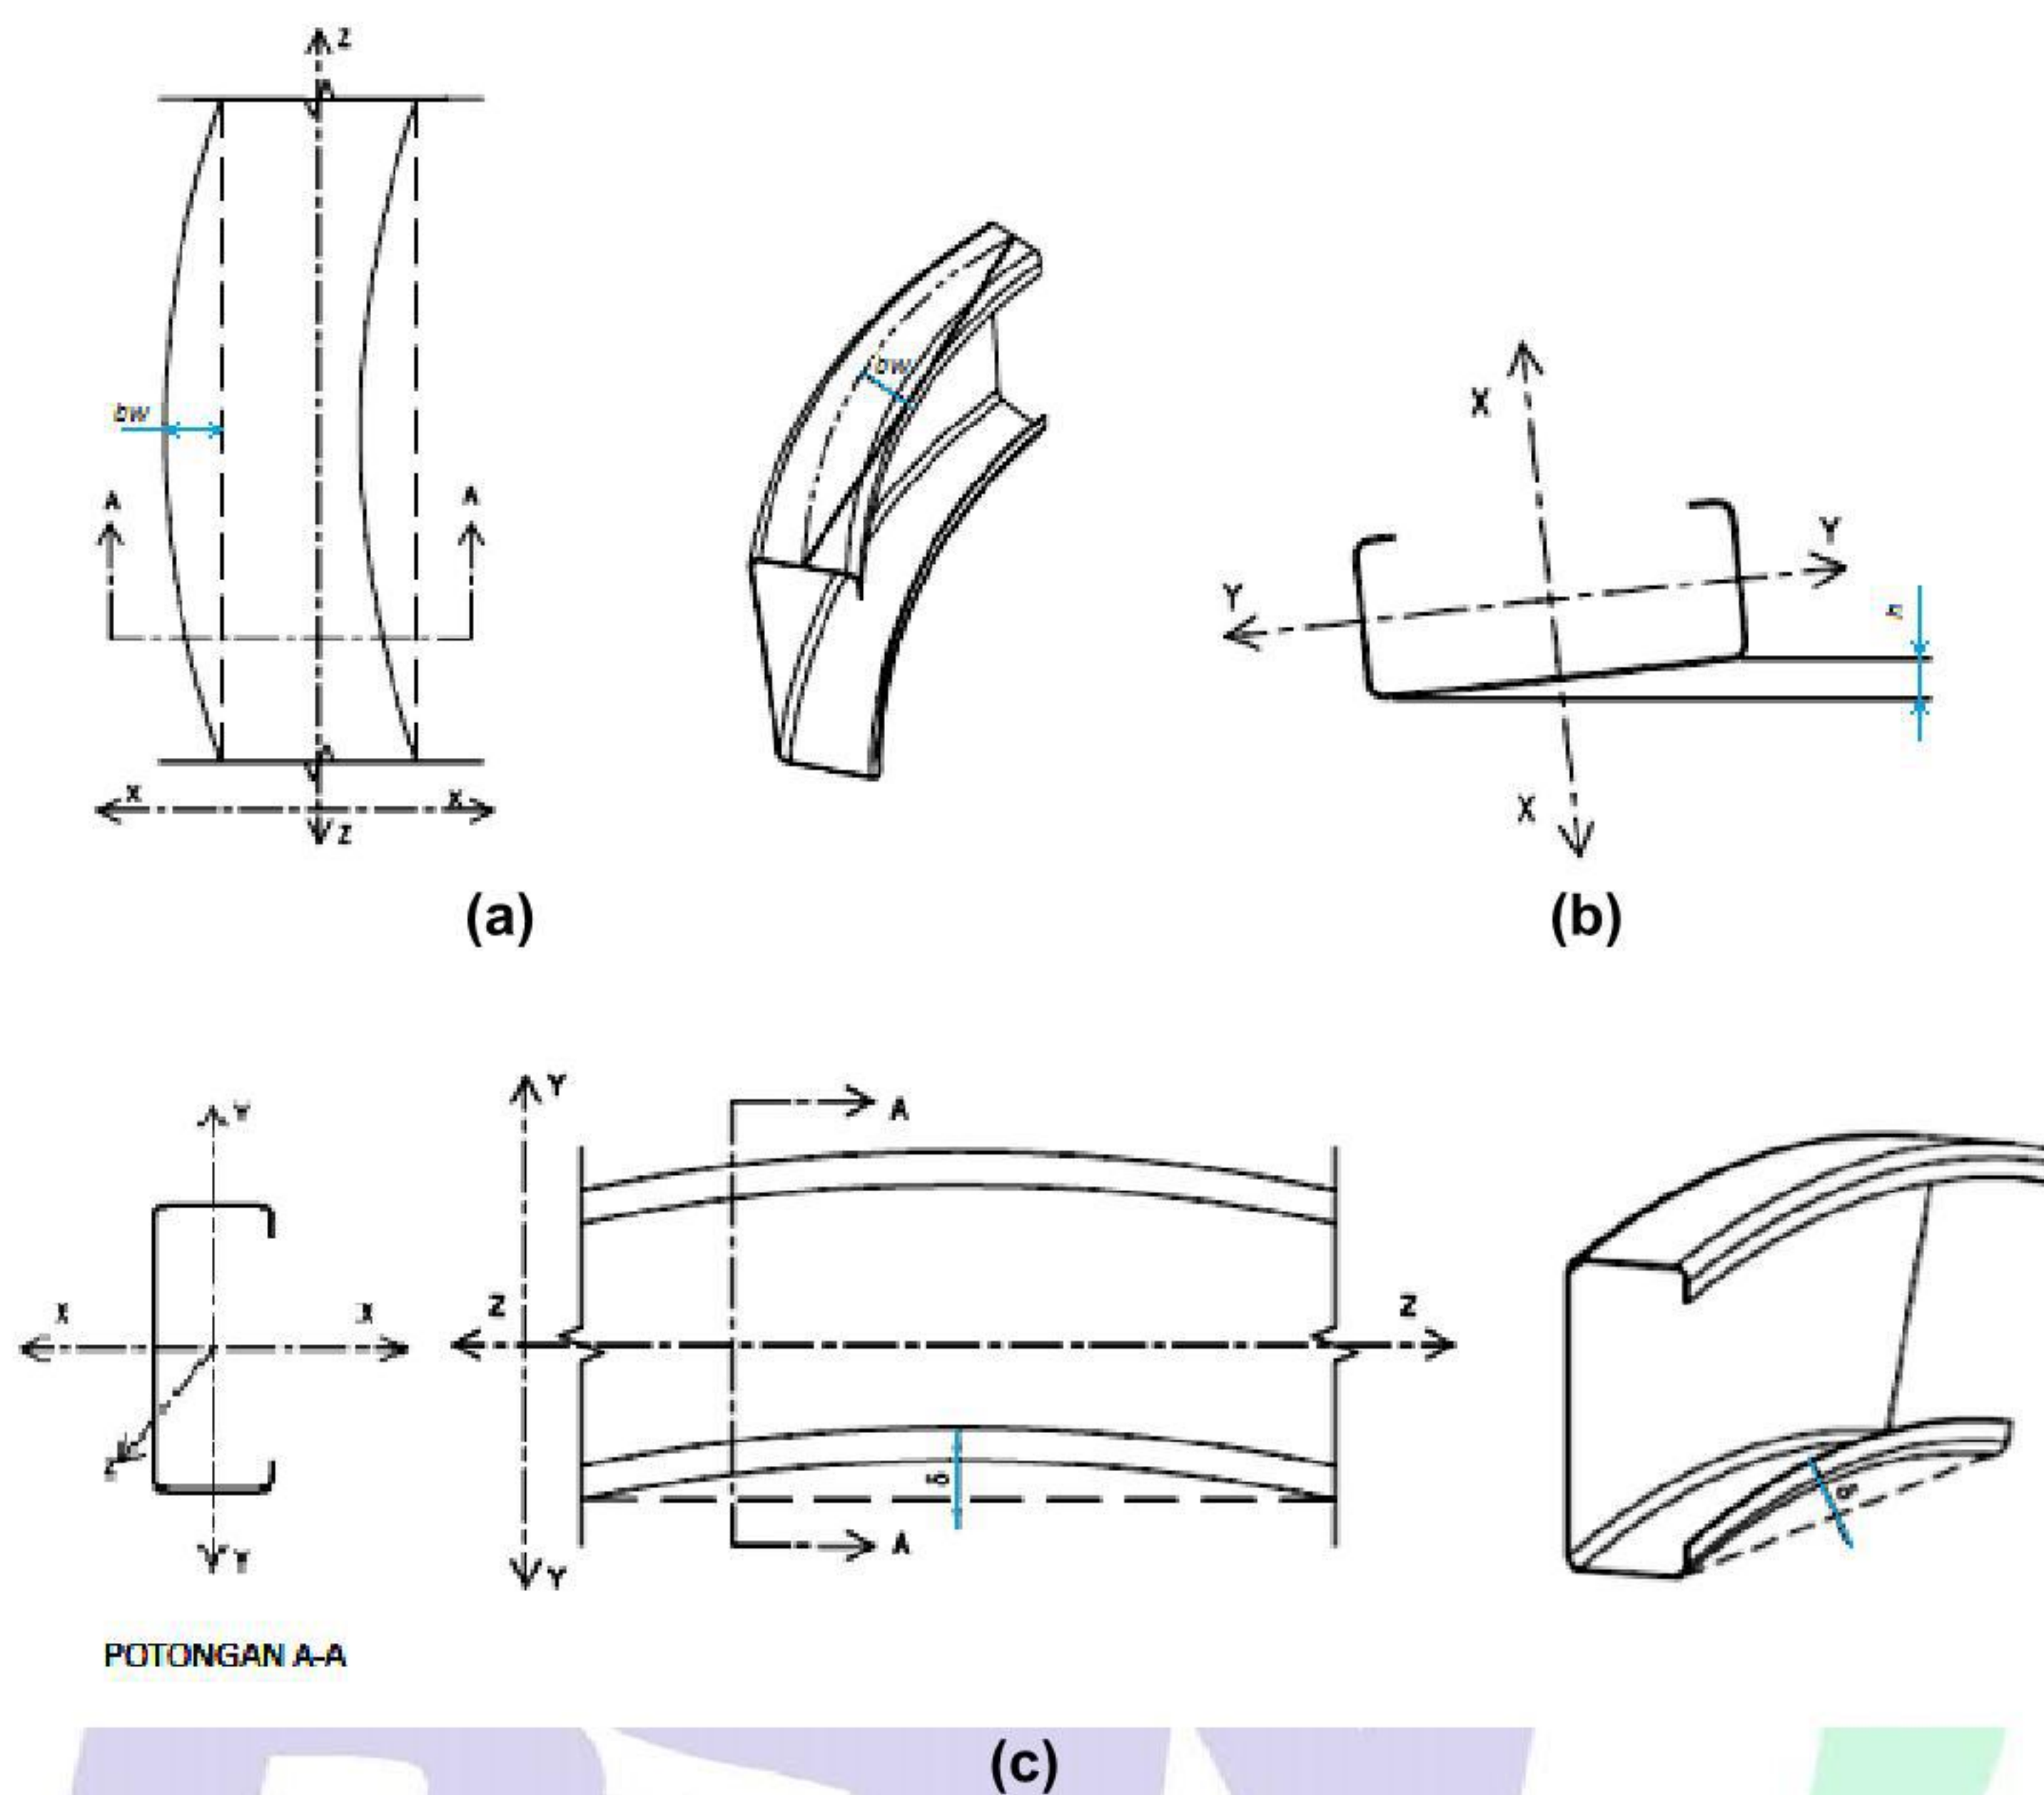 Z
bw
A A
X X
Z
bw
X
Y
Y
h
X
(a)
(b)
Y
X X
Z
Y
POTONGAN A-A
Y
A
Z
Z
δ
A
Y
δ
(c)